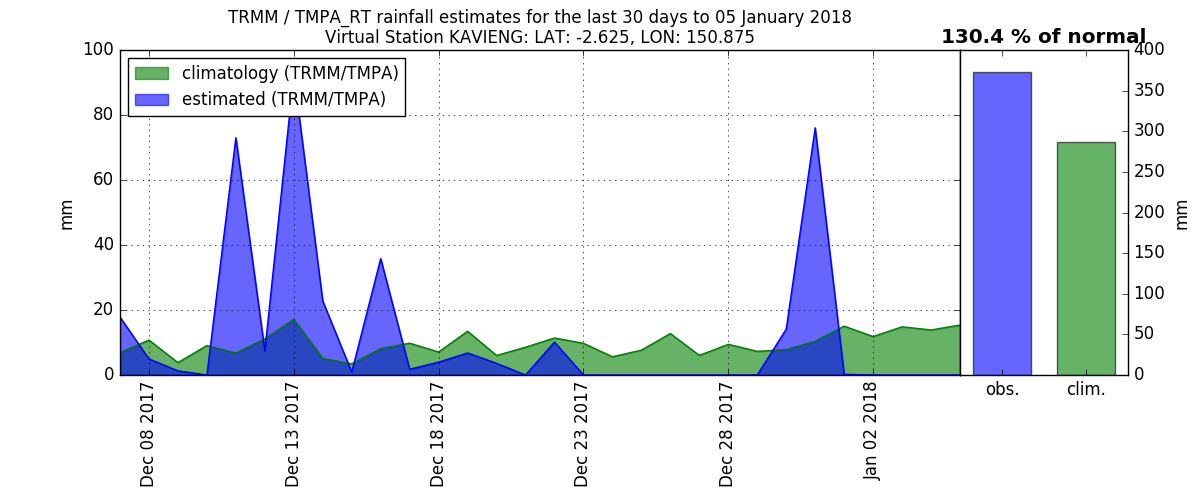 TRMM / TMPA_RT rainfall estimates for the last 30 days to 05 January 2018
Virtual Station KAVIENG: LAT: -2.625, LON: 150.875
130.4 % of normal
climatology (TRMM/TMPA)
estimated (TRMM/TMPA)
mm
100
80
60
40
20
0
Dec 08 2017
Dec 13 2017
Dec 18 2017
Dec 23 2017
Dec 28 2017
Jan 02 2018
obs.
clim.
400
350
300
250
200
150
100
50
0
mm